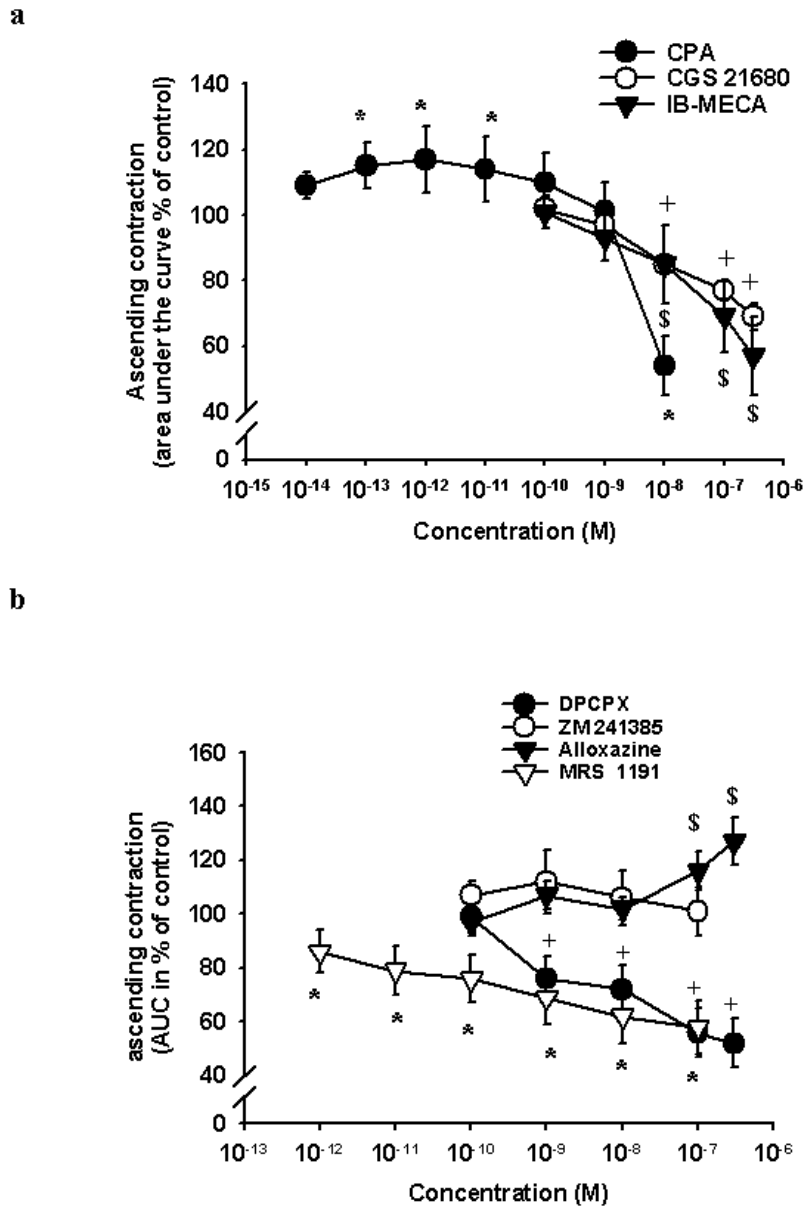 a
CPA
CGS 21680
IB-MECA
Ascending contraction
(area under the curve % of control)
140
120
100
80
60
40
0
* * *
+
+
+
$
$
$
*
10⁻¹⁵ 10⁻¹⁴ 10⁻¹³ 10⁻¹² 10⁻¹¹ 10⁻¹⁰ 10⁻⁹ 10⁻⁸ 10⁻⁷ 10⁻⁶
Concentration (M)
b
DPCPX
ZM 241385
Alloxazine
MRS 1191
ascending contraction
(AUC in % of control)
160
140
120
100
80
60
40
0
$ $
+ + + +
* * * * * *
10⁻¹³ 10⁻¹² 10⁻¹¹ 10⁻¹⁰ 10⁻⁹ 10⁻⁸ 10⁻⁷ 10⁻⁶
Concentration (M)